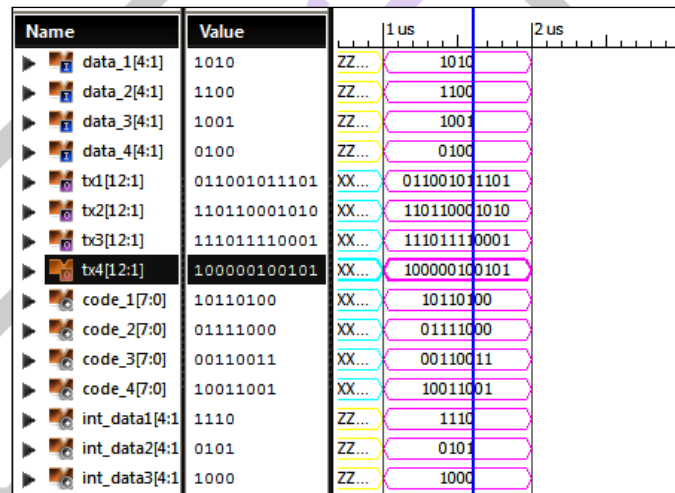 Name Value 1 us 2 us
data_1[4:1] 1010 ZZ... 1010
data_2[4:1] 1100 ZZ... 1100
data_3[4:1] 1001 ZZ... 1001
data_4[4:1] 0100 ZZ... 0100
tx1[12:1] 011001011101 XX... 011001011101
tx2[12:1] 110110001010 XX... 110110001010
tx3[12:1] 111011110001 XX... 111011110001
tx4[12:1] 100000100101 XX... 100000100101
code_1[7:0] 10110100 XX... 10110100
code_2[7:0] 01111000 XX... 01111000
code_3[7:0] 00110011 XX... 00110011
code_4[7:0] 10011001 XX... 10011001
int_data1[4:1 1110 ZZ... 1110
int_data2[4:1 0101 ZZ... 0101
int_data3[4:1 1000 ZZ... 1000